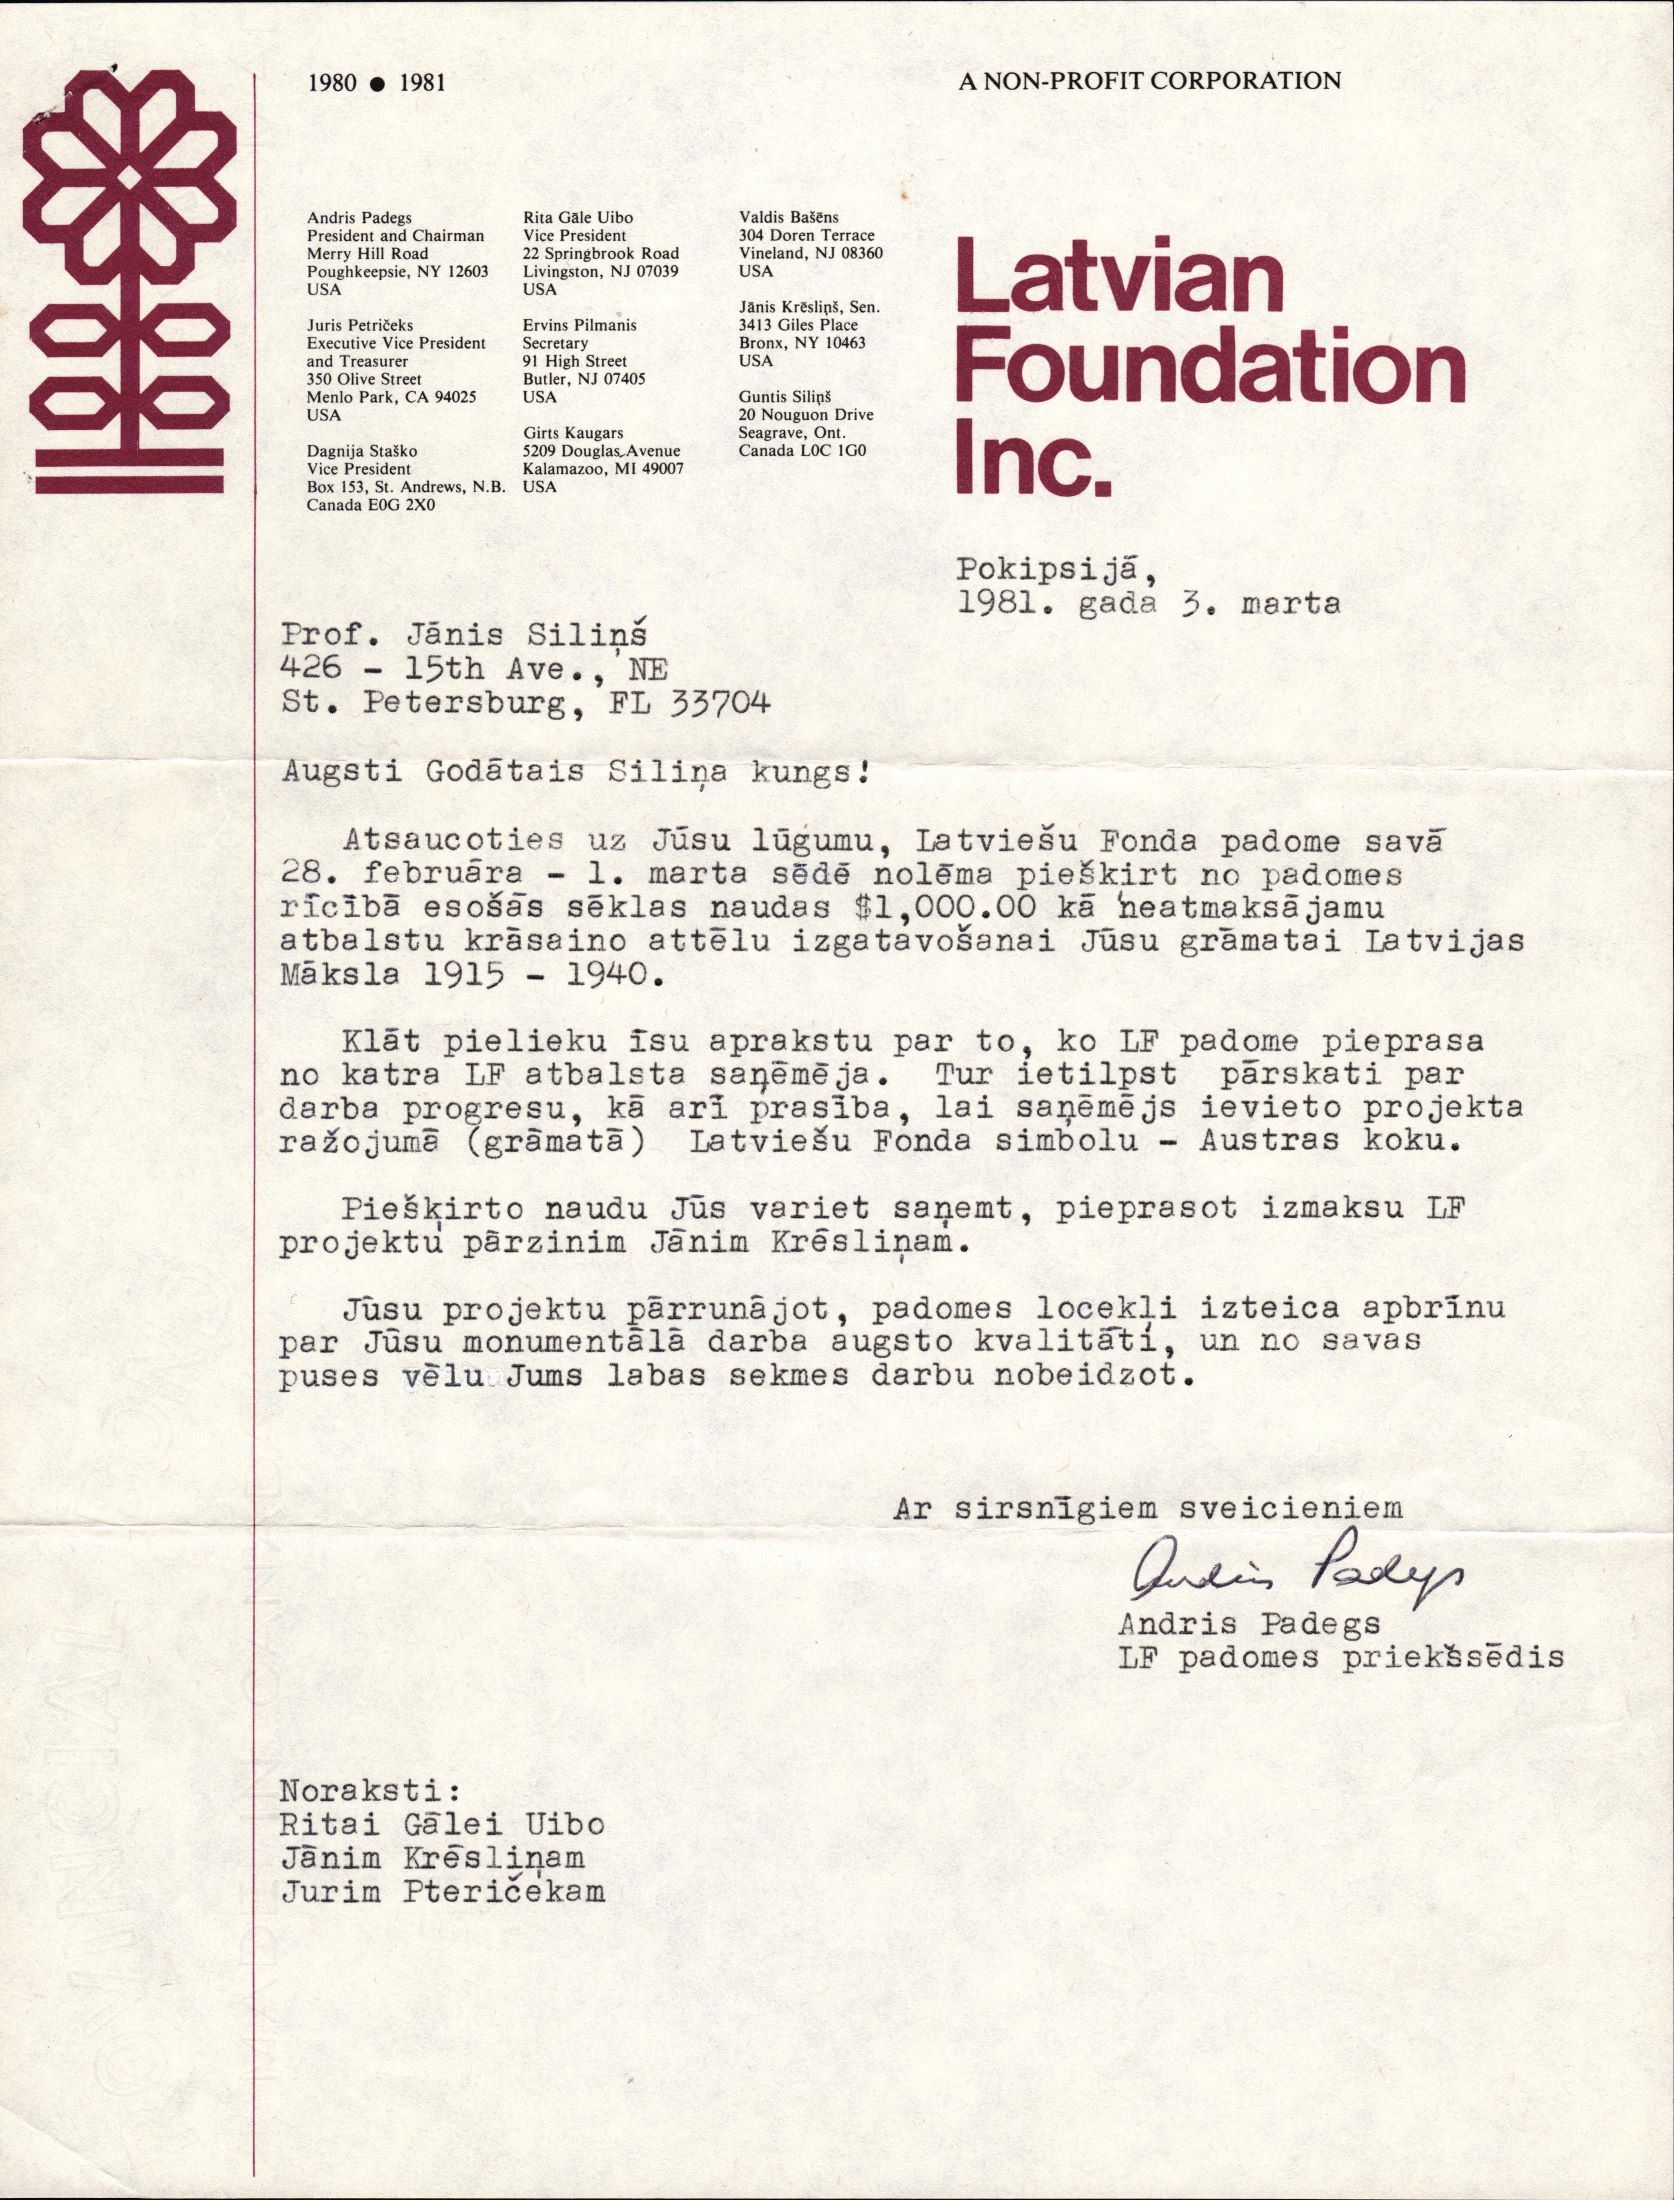 1980 ● 1981
A NON-PROFIT CORPORATION
Andris Padegs
President and Chairman
Merry Hill Road
Poughkeepsie, NY 12603
USA
Juris Petričeks
Executive Vice President
and Treasurer
350 Olive Street
Menlo Park, CA 94025
USA
Dagnija Staško
Vice President
Box 153, St. Andrews, N.B.
Canada E0G 2X0
Rita Gāle Uibo
Vice President
22 Springbrook Road
Livingston, NJ 07039
USA
Ervins Pilmanis
Secretary
91 High Street
Butler, NJ 07405
USA
Girts Kaugars
5209 Douglas Avenue
Kalamazoo, MI 49007
USA
Valdis Bašēns
304 Doren Terrace
Vineland, NJ 08360
USA
Jānis Krēsliņš, Sen.
3413 Giles Place
Bronx, NY 10463
USA
Guntis Siliņš
20 Nouguon Drive
Seagrave, Ont.
Canada L0C 1G0
Latvian
Foundation
Inc.
Pokipsijā,
1981. gada 3. marta
Prof. Jānis Siliņš
426 - 15th Ave., NE
St. Petersburg, FL 33704
Augsti Godātais Siliņa kungs!
Atsaucoties uz Jūsu lūgumu, Latviešu Fonda padome savā
28. februāra - 1. marta sēdē nolēma piešķirt no padomes
rīcībā esošās sēklas naudas $1,000.00 kā neatmaksājamu
atbalstu krāsaino attēlu izgatavošanai Jūsu grāmatai Latvijas
Māksla 1915 - 1940.
Klāt pielieku īsu aprakstu par to, ko LF padome pieprasa
no katra LF atbalsta saņēmēja. Tur ietilpst pārskati par
darba progresu, kā arī prasība, lai saņēmējs ievieto projekta
ražojumā (grāmatā) Latviešu Fonda simbolu - Austras koku.
Piešķirto naudu Jūs variet saņemt, pieprasot izmaksu LF
projektu pārzinim Jānim Krēsliņam.
Jūsu projektu pārrunājot, padomes locekļi izteica apbrīnu
par Jūsu monumentālā darba augsto kvalitāti, un no savas
puses vēlu Jums labas sekmes darbu nobeidzot.
Ar sirsnīgiem sveicieniem
Andris Padegs
Andris Padegs
LF padomes priekšsēdis
Noraksti:
Ritai Gālei Uibo
Jānim Krēsliņam
Jurim Pteričekam